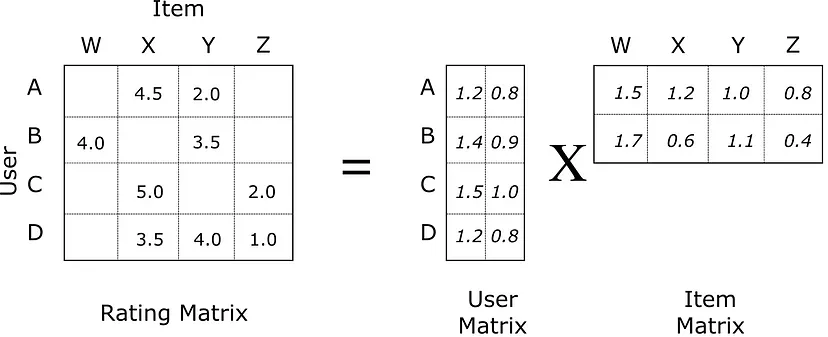 Item
W X Y Z W X Y Z
A 4.5 2.0 A 1.2 0.8 1.5 1.2 1.0 0.8
B 4.0 3.5 B 1.4 0.9 1.7 0.6 1.1 0.4
User = X
C 5.0 2.0 C 1.5 1.0
D 3.5 4.0 1.0 D 1.2 0.8
Rating Matrix
User
Matrix
Item
Matrix